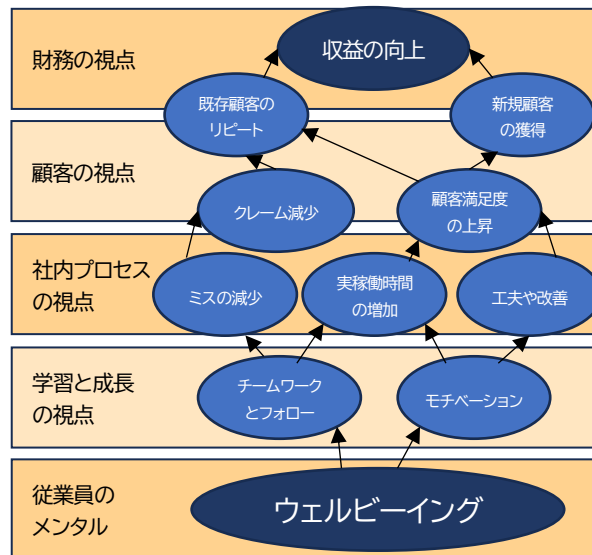 財務の視点
収益の向上
既存顧客の
リピート
新規顧客
の獲得
顧客の視点
クレーム減少
顧客満足度
の上昇
社内プロセス
の視点
ミスの減少
実稼働時間
の増加
工夫や改善
学習と成長
の視点
チームワーク
とフォロー
モチベーション
従業員の
メンタル
ウェルビーイング